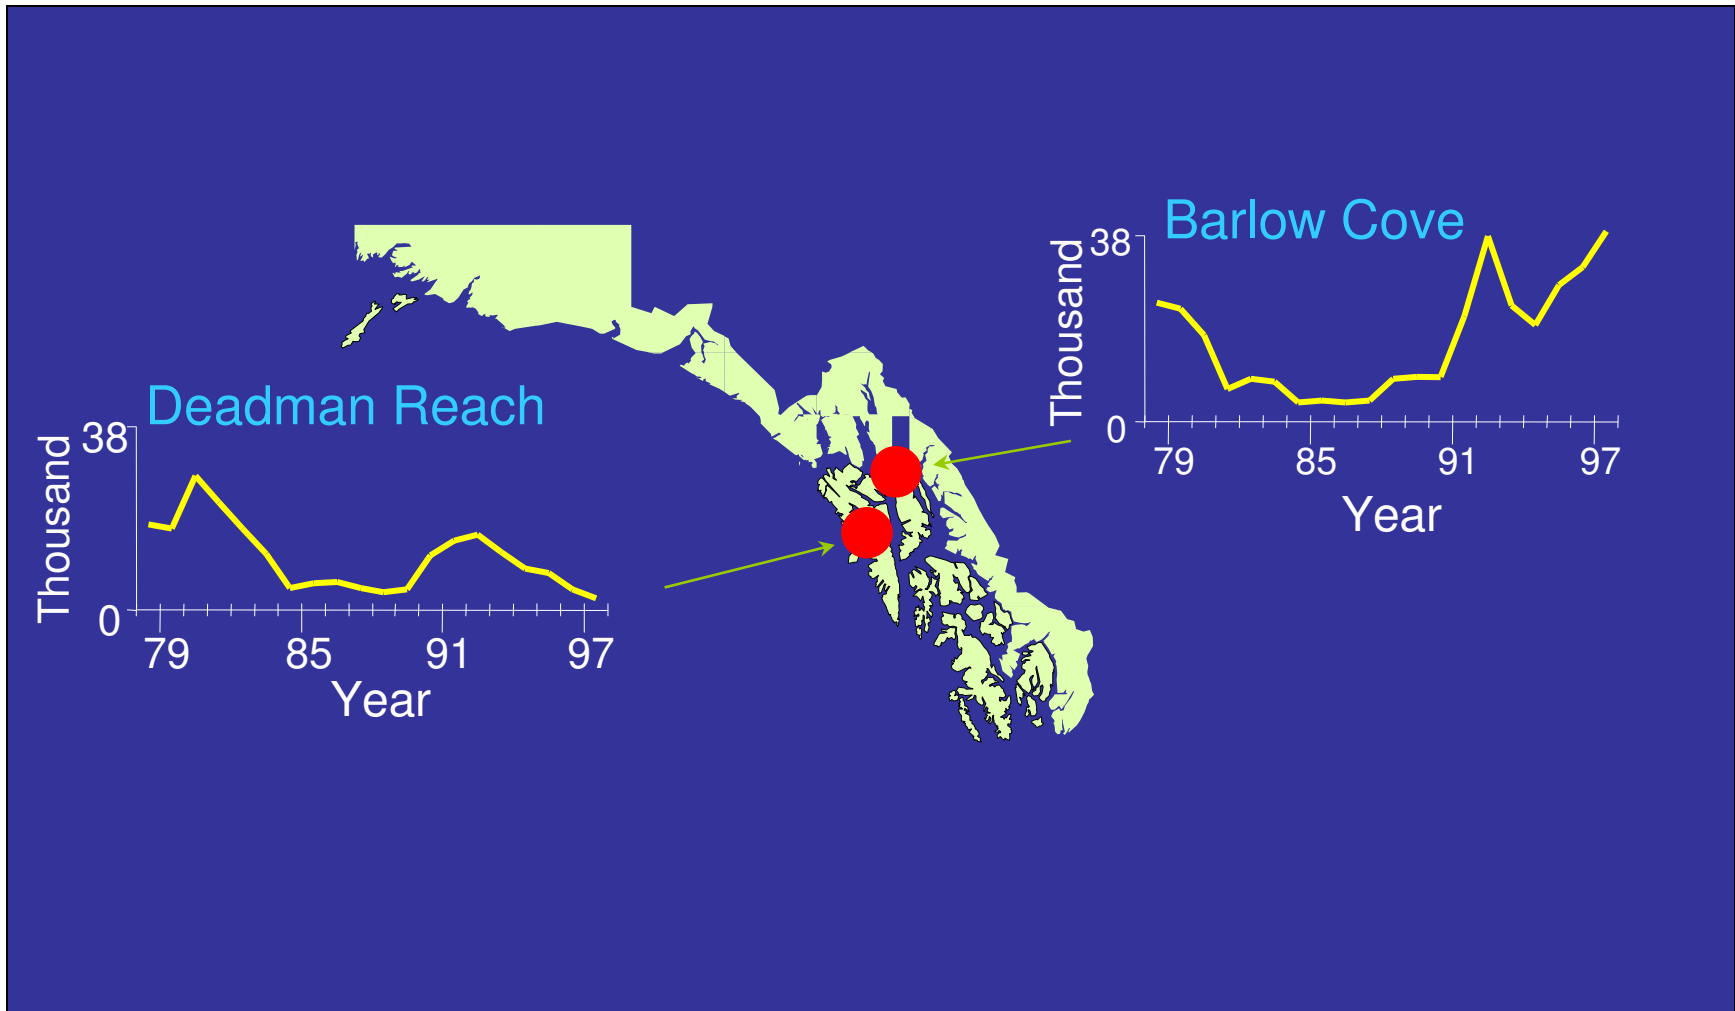 Barlow Cove
Thousand
38
0
79 85 91 97
Year
Deadman Reach
Thousand
38
0
79 85 91 97
Year